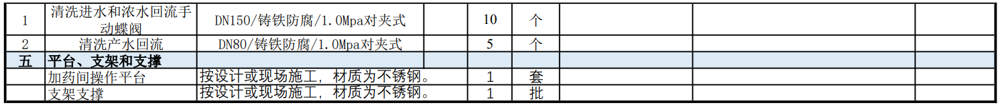 1 清洗进水和浓水回流手动蝶阀 DN150/铸铁防腐/1.0Mpa对夹式 10 个
2 清洗产水回流 DN80/铸铁防腐/1.0Mpa对夹式 5 个
五 平台、支架和支撑
加药间操作平台 按设计或现场施工，材质为不锈钢。 1 套
支架支撑 按设计或现场施工，材质为不锈钢。 1 批